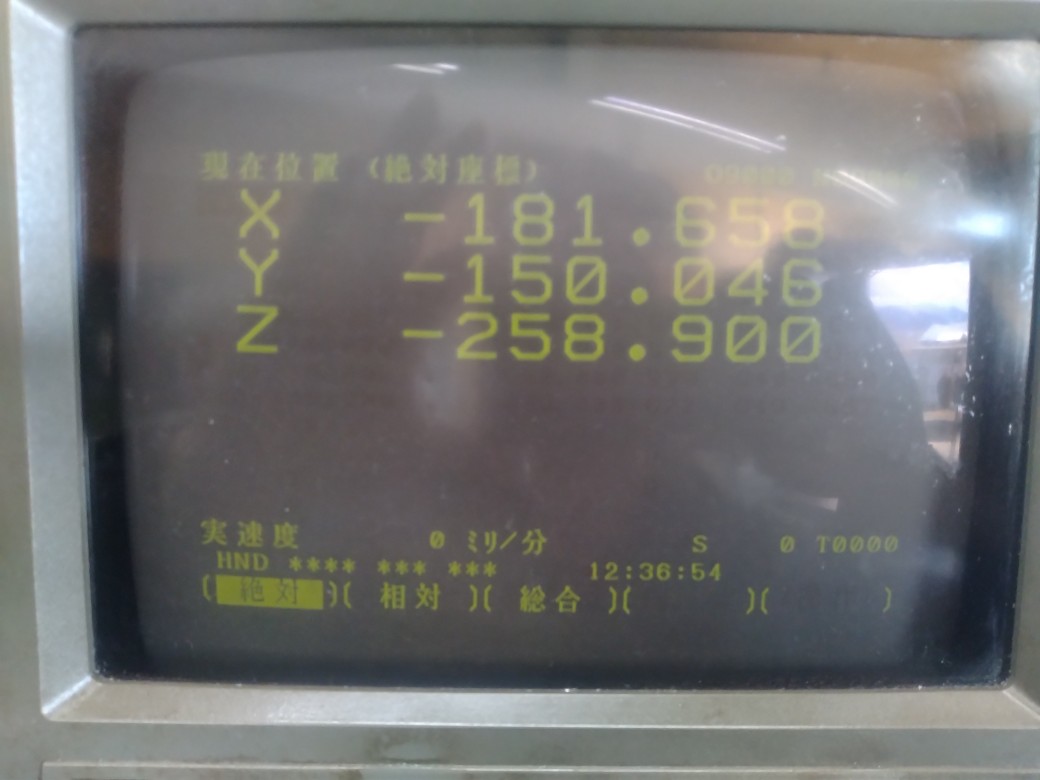 現在位置（絶対座標）
X -181.658
Y -150.046
Z -258.900
実速度 0 ミリ/分 S 0 T0000
HND **** *** *** 12:36:54
( 絶対 )( 相対 )( 総合 )( )( )